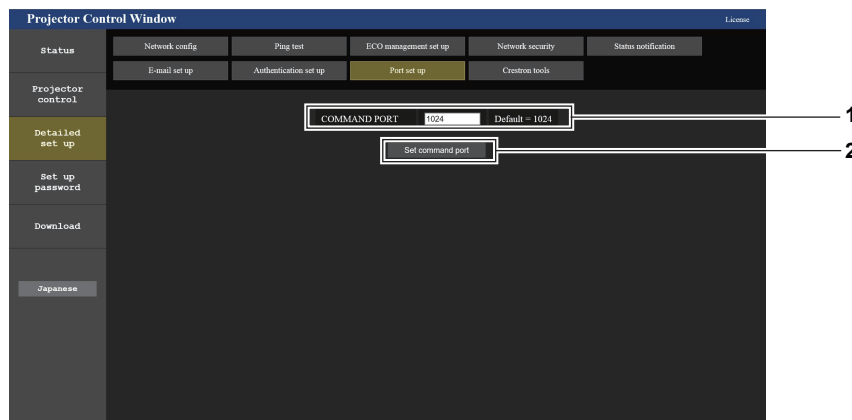 Projector Control Window License
Status
Network config Ping test ECO management set up Network security Status notification
E-mail set up Authentication set up Port set up Crestron tools
Projector
control
COMMAND PORT 1024 Default = 1024 1
Detailed
set up
Set command port 2
Set up
password
Download
Japanese